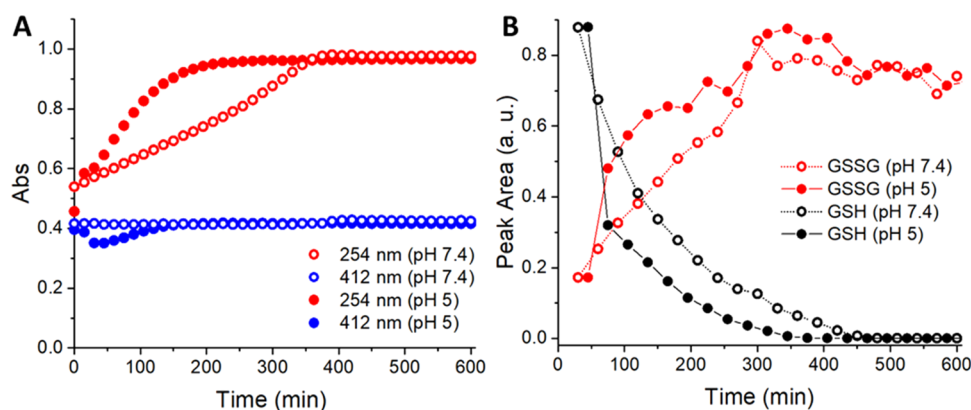 A
Abs
1.0
0.8
0.6
0.4
0.2
0.0
0 100 200 300 400 500 600
Time (min)
254 nm (pH 7.4)
412 nm (pH 7.4)
254 nm (pH 5)
412 nm (pH 5)
B
Peak Area (a. u.)
0.8
0.6
0.4
0.2
0.0
0 100 200 300 400 500 600
Time (min)
GSSG (pH 7.4)
GSSG (pH 5)
GSH (pH 7.4)
GSH (pH 5)